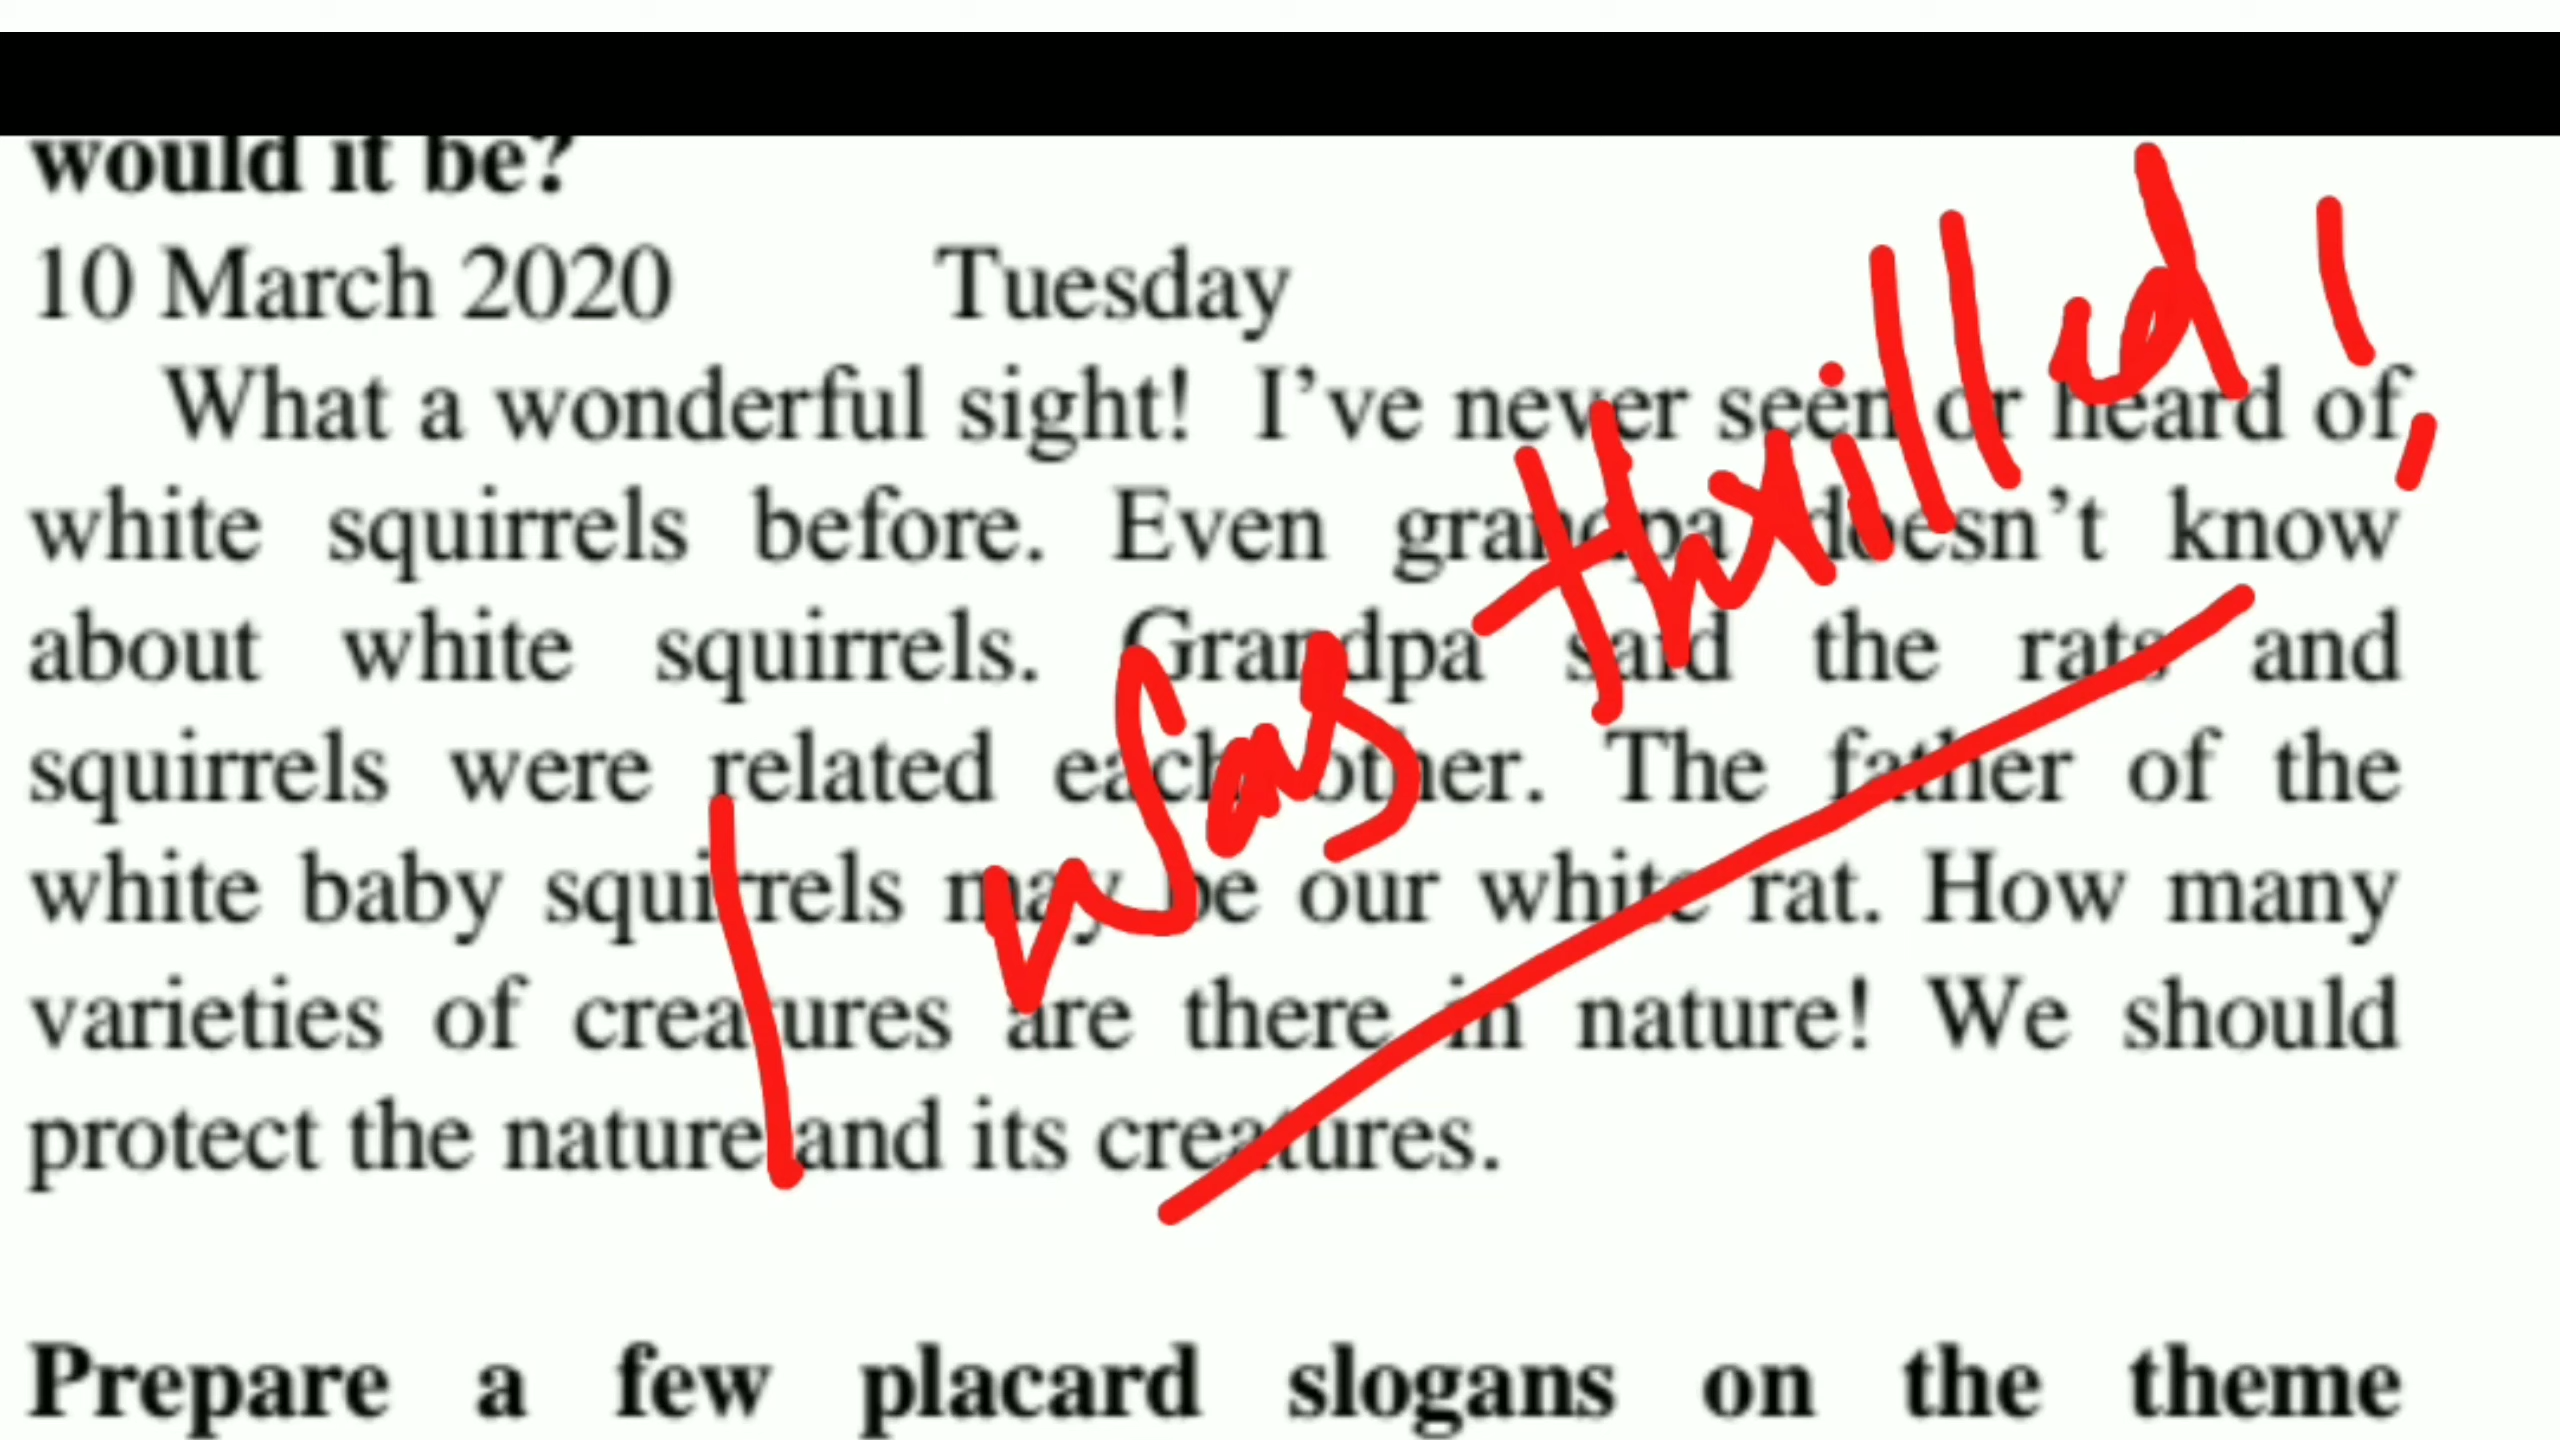 would it be?
10 March 2020 Tuesday
What a wonderful sight! I've never seen or heard of
white squirrels before. Even grandpa doesn't know
about white squirrels. Grandpa said the rats and
squirrels were related each other. The father of the
white baby squirrels may be our white rat. How many
varieties of creatures are there in nature! We should
protect the nature and its creatures.
I was thrilled,
Prepare a few placard slogans on the theme